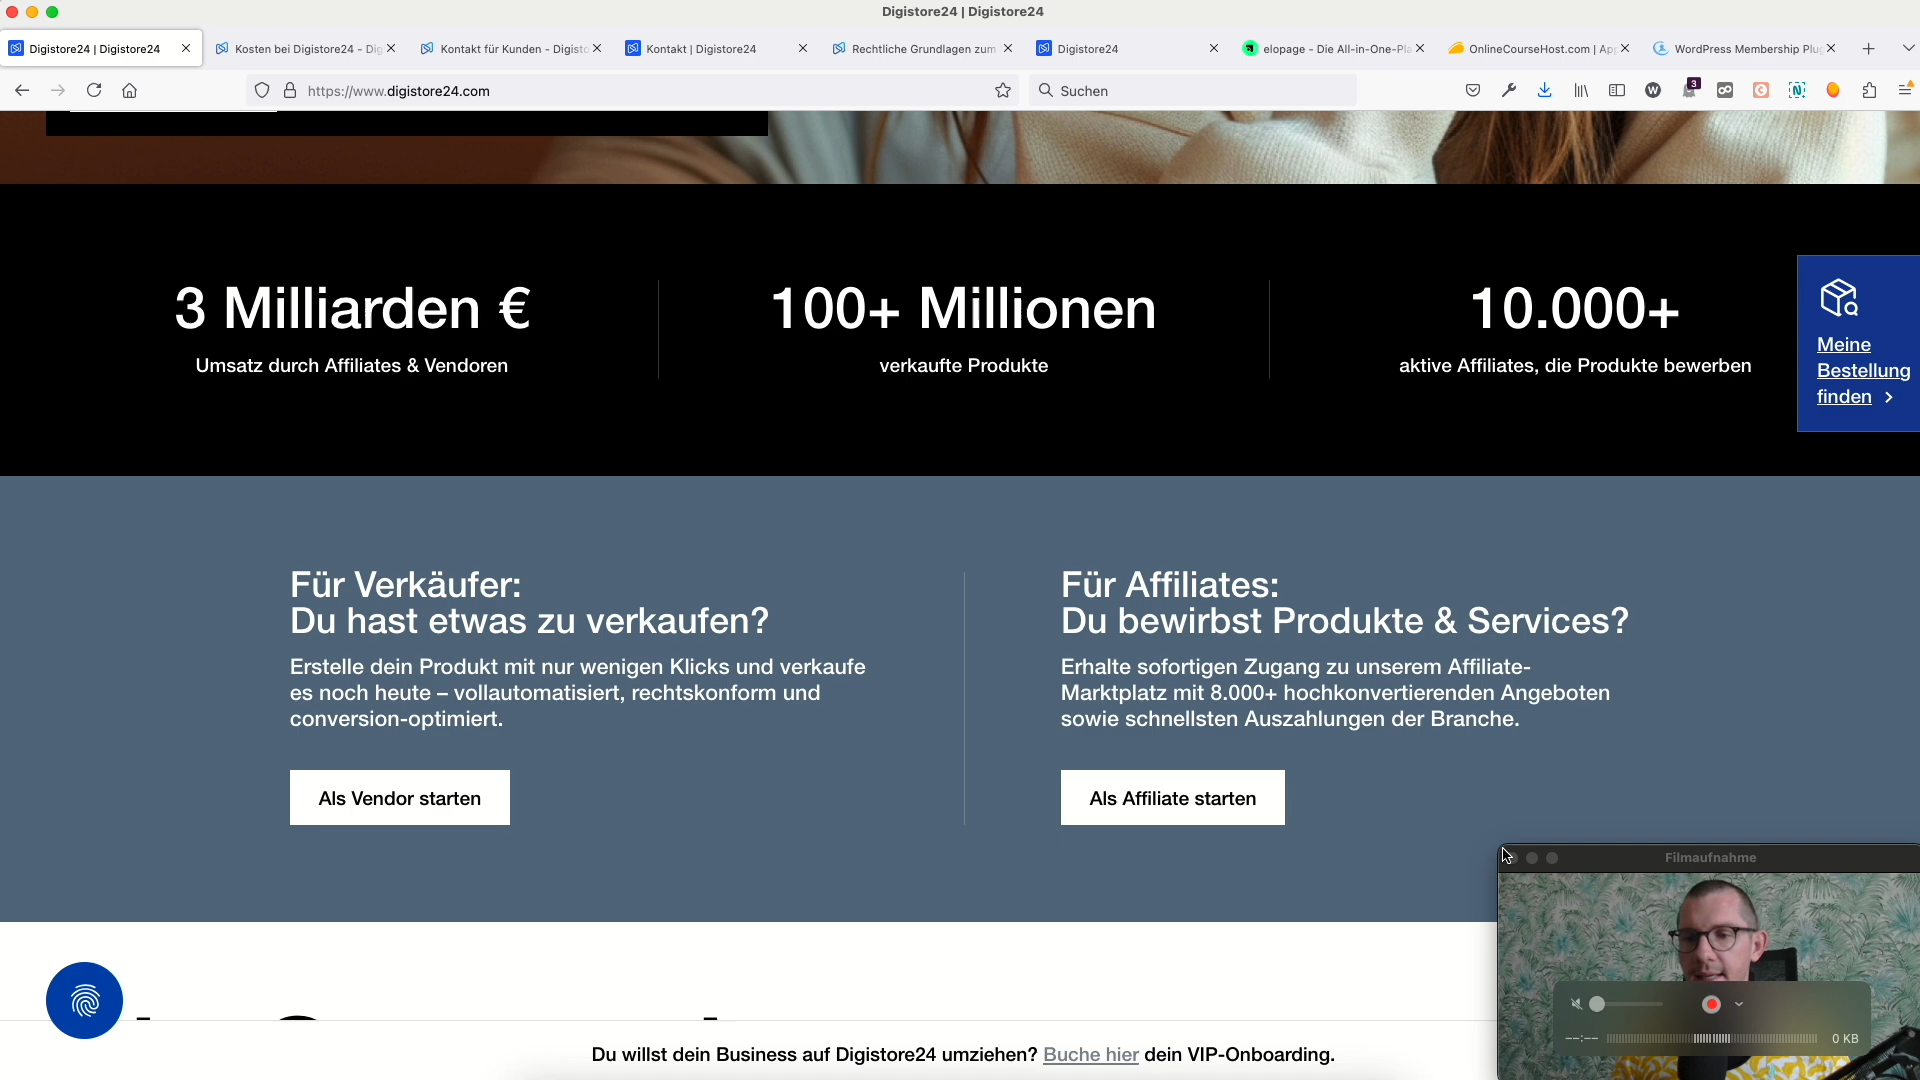 Digistore24 | Digistore24
Digistore24 | Digistore24
Kosten bei Digistore24 - Dig
Kontakt für Kunden - Digisto
Kontakt | Digistore24
Rechtliche Grundlagen zum
Digistore24
elopage - Die All-in-One-Pla
OnlineCourseHost.com | Ap
WordPress Membership Plug
https://www.digistore24.com
Suchen
3
3 Milliarden €
Umsatz durch Affiliates & Vendoren
100+ Millionen
verkaufte Produkte
10.000+
aktive Affiliates, die Produkte bewerben
Meine
Bestellung
finden
Für Verkäufer:
Du hast etwas zu verkaufen?
Erstelle dein Produkt mit nur wenigen Klicks und verkaufe
es noch heute – vollautomatisiert, rechtskonform und
conversion-optimiert.
Als Vendor starten
Für Affiliates:
Du bewirbst Produkte & Services?
Erhalte sofortigen Zugang zu unserem Affiliate-
Marktplatz mit 8.000+ hochkonvertierenden Angeboten
sowie schnellsten Auszahlungen der Branche.
Als Affiliate starten
Filmaufnahme
--:--
0 KB
Du willst dein Business auf Digistore24 umziehen? Buche hier dein VIP-Onboarding.